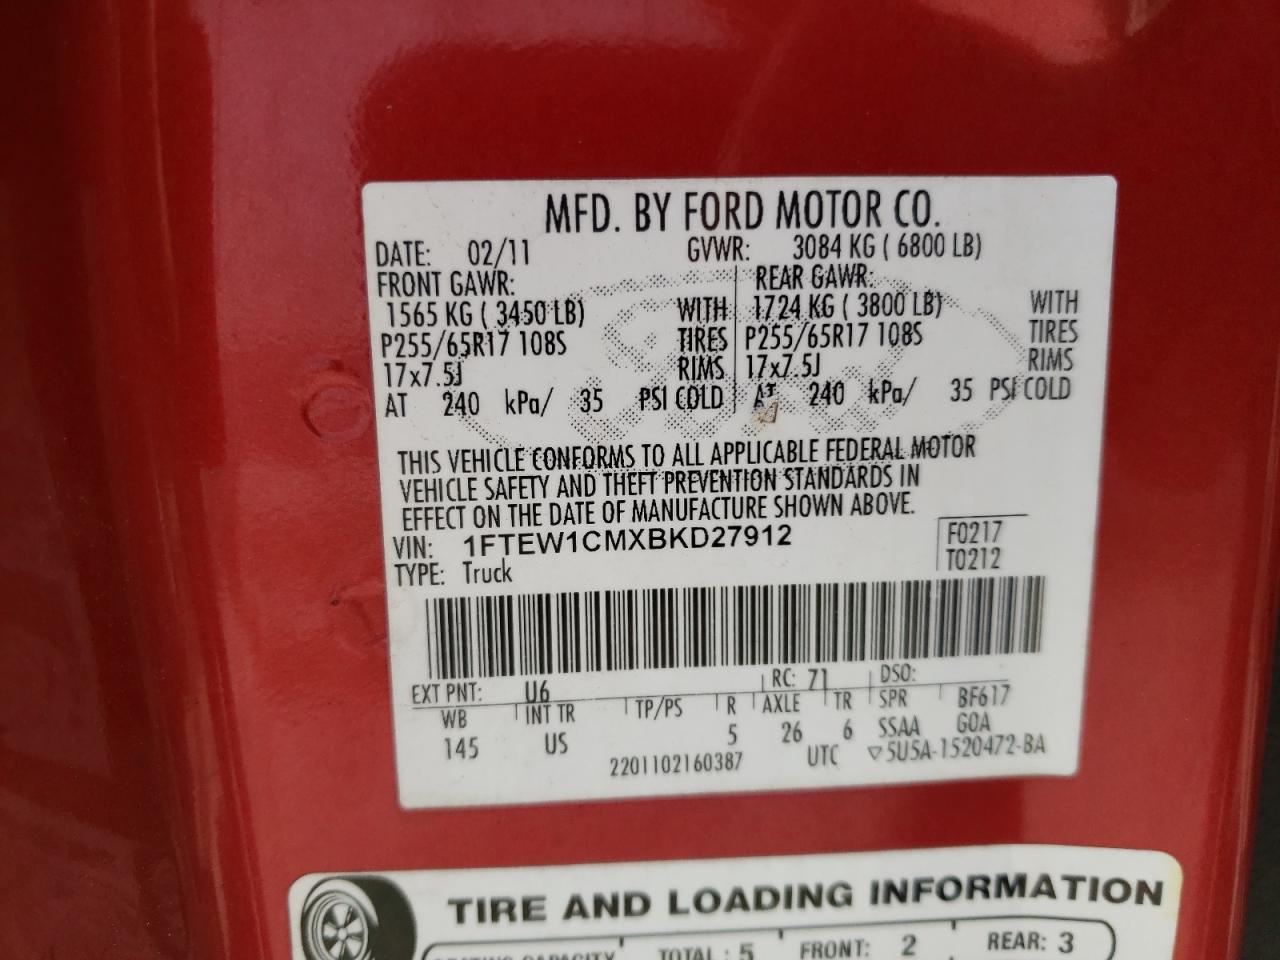 MFD. BY FORD MOTOR CO.
DATE: 02/11 GVWR: 3084 KG ( 6800 LB)
FRONT GAWR: REAR GAWR:
1565 KG ( 3450 LB) WITH 1724 KG ( 3800 LB) WITH
P255/65R17 108S TIRES P255/65R17 108S TIRES
17x7.5J RIMS 17x7.5J RIMS
AT 240 kPa/ 35 PSI COLD AT 240 kPa/ 35 PSI COLD
THIS VEHICLE CONFORMS TO ALL APPLICABLE FEDERAL MOTOR
VEHICLE SAFETY AND THEFT PREVENTION STANDARDS IN
EFFECT ON THE DATE OF MANUFACTURE SHOWN ABOVE.
VIN: 1FTEW1CMXBKD27912 F0217
TYPE: Truck T0212
EXT PNT: U6 RC: 71 DSO:
WB INT TR TP/PS R AXLE TR SPR BF617
145 US 5 26 6 SSAA GOA
2201102160387 UTC ▽5U5A-1520472-BA
TIRE AND LOADING INFORMATION
SEATING CAPACITY TOTAL : 5 FRONT: 2 REAR: 3